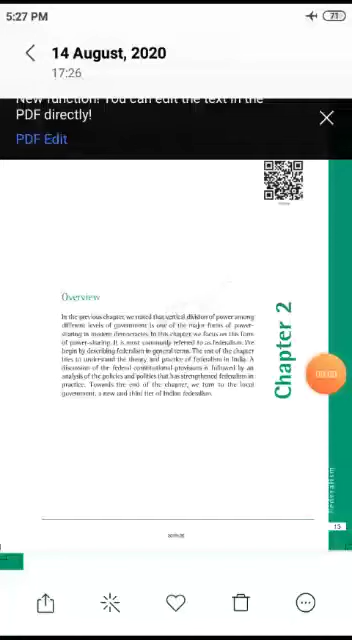 5:27 PM
71
14 August, 2020
17:26
New function! You can edit the text in the
PDF directly!
PDF Edit
Overview
In the previous chapter, we noted that vertical division of power among
different levels of government is one of the major forms of power-
sharing in modern democracies. In this chapter, we focus on this form
of power-sharing. It is most commonly referred to as federalism. We
begin by describing federalism in general terms. The rest of the chapter
tries to understand the theory and practice of federalism in India. A
discussion of the federal constitutional provisions is followed by an
analysis of the policies and politics that has strengthened federalism in
practice. Towards the end of the chapter, we turn to the local
government, a new and third tier of Indian federalism.
Chapter 2
00:00
Federalism
15